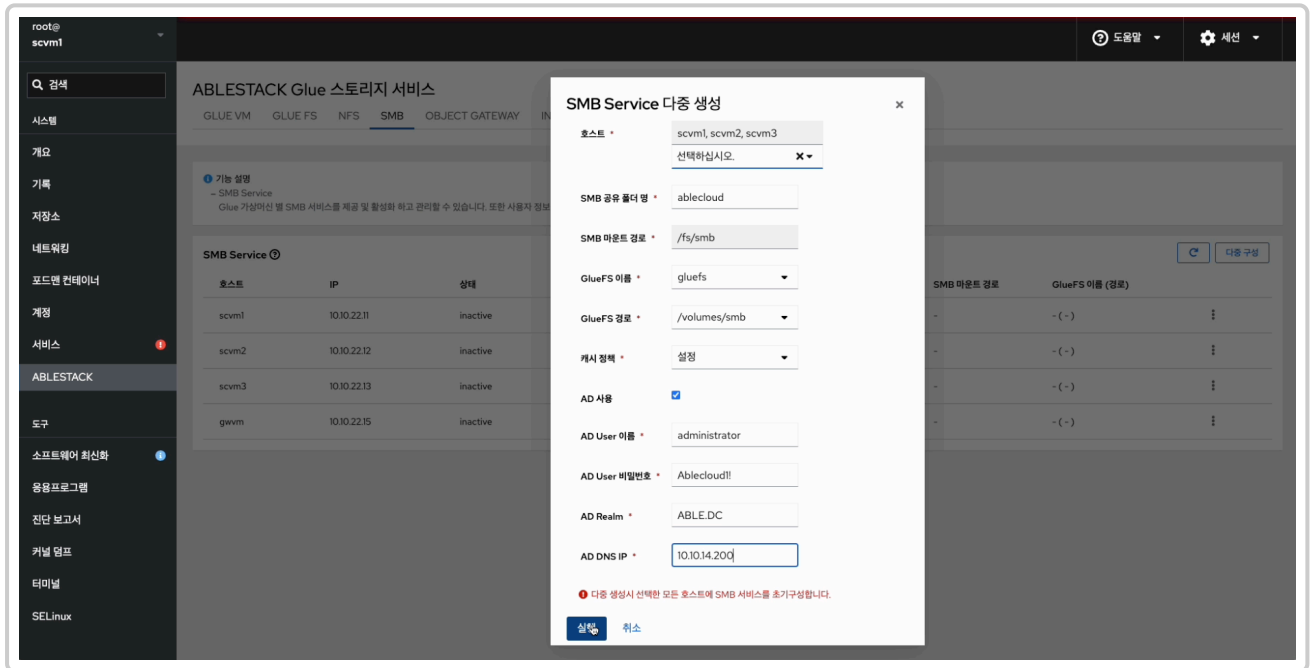 root@
scvm1
도움말
세션
검색
시스템
개요
기록
저장소
네트워킹
포드맨 컨테이너
계정
서비스
ABLESTACK
도구
소프트웨어 최신화
응용프로그램
진단 보고서
커널 덤프
터미널
SELinux
ABLESTACK Glue 스토리지 서비스
GLUE VM GLUE FS NFS SMB OBJECT GATEWAY IN
기능 설명
– SMB Service
Glue 가상머신 별 SMB 서비스를 제공 및 활성화 하고 관리할 수 있습니다. 또한 사용자 정보
SMB Service
다중 구성
호스트 IP 상태 SMB 마운트 경로 GlueFS 이름 (경로)
scvm1 10.10.22.11 inactive - - ( - )
scvm2 10.10.22.12 inactive - - ( - )
scvm3 10.10.22.13 inactive - - ( - )
gwvm 10.10.22.15 inactive - - ( - )
SMB Service 다중 생성
호스트 * scvm1, scvm2, scvm3
선택하십시오.
SMB 공유 폴더 명 * ablecloud
SMB 마운트 경로 * /fs/smb
GlueFS 이름 * gluefs
GlueFS 경로 * /volumes/smb
캐시 정책 * 설정
AD 사용
AD User 이름 * administrator
AD User 비밀번호 * Ablecloud1!
AD Realm * ABLE.DC
AD DNS IP * 10.10.14.200
다중 생성시 선택한 모든 호스트에 SMB 서비스를 초기구성합니다.
실행 취소